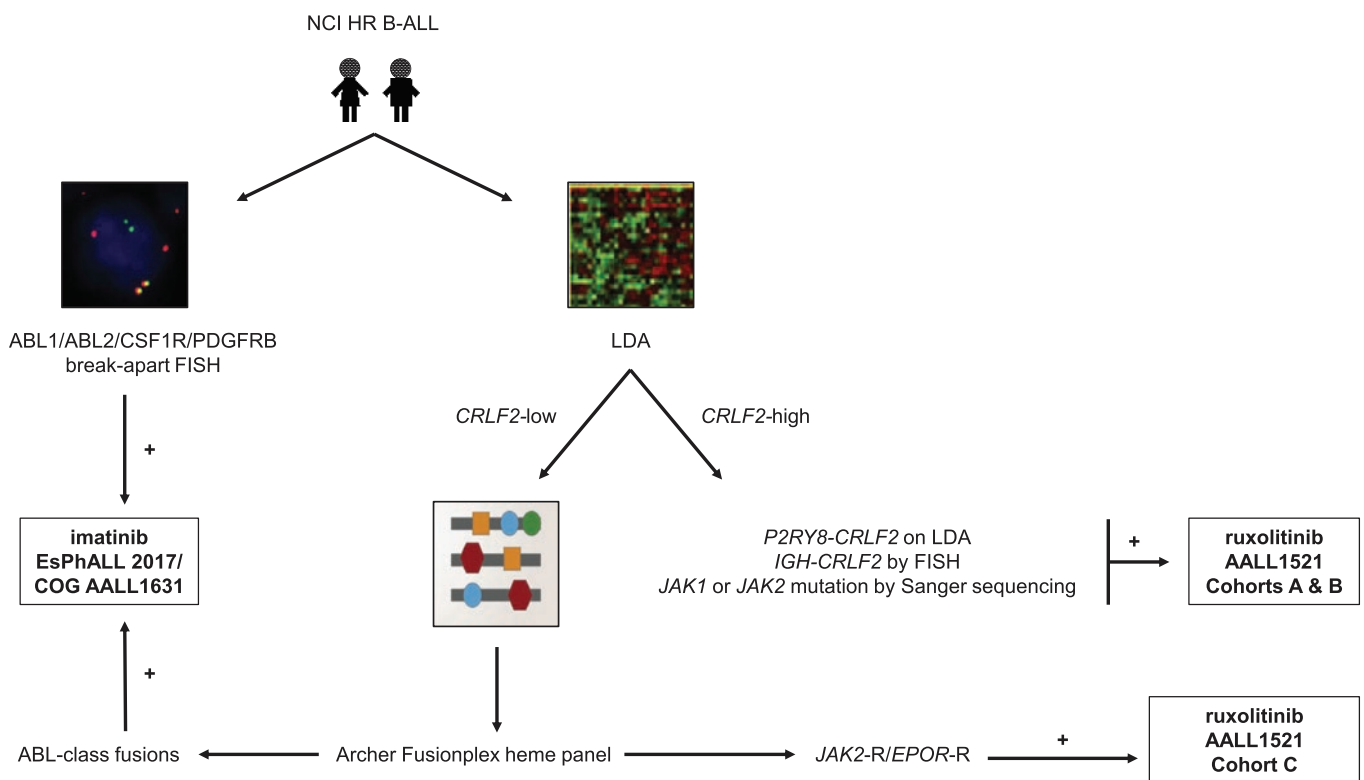 NCI HR B-ALL
ABL1/ABL2/CSF1R/PDGFRB
break-apart FISH
LDA
CRLF2-low
CRLF2-high
+
imatinib
EsPhALL 2017/
COG AALL1631
P2RY8-CRLF2 on LDA
IGH-CRLF2 by FISH
JAK1 or JAK2 mutation by Sanger sequencing
+
ruxolitinib
AALL1521
Cohorts A & B
+
ABL-class fusions
Archer Fusionplex heme panel
JAK2-R/EPOR-R
+
ruxolitinib
AALL1521
Cohort C